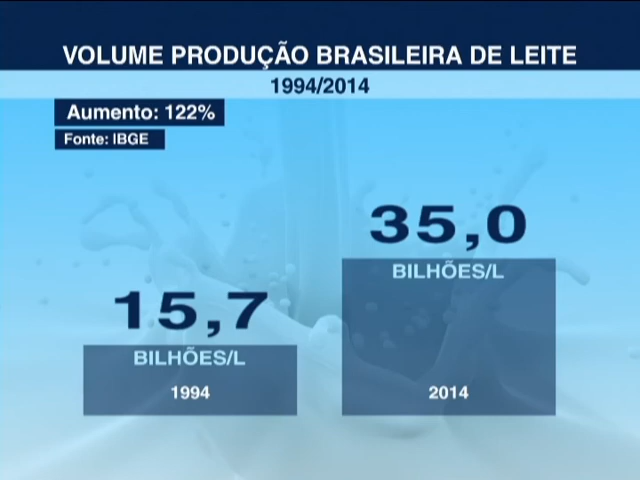 VOLUME PRODUÇÃO BRASILEIRA DE LEITE
1994/2014
Aumento: 122%
Fonte: IBGE
15,7
BILHÕES/L
1994
35,0
BILHÕES/L
2014